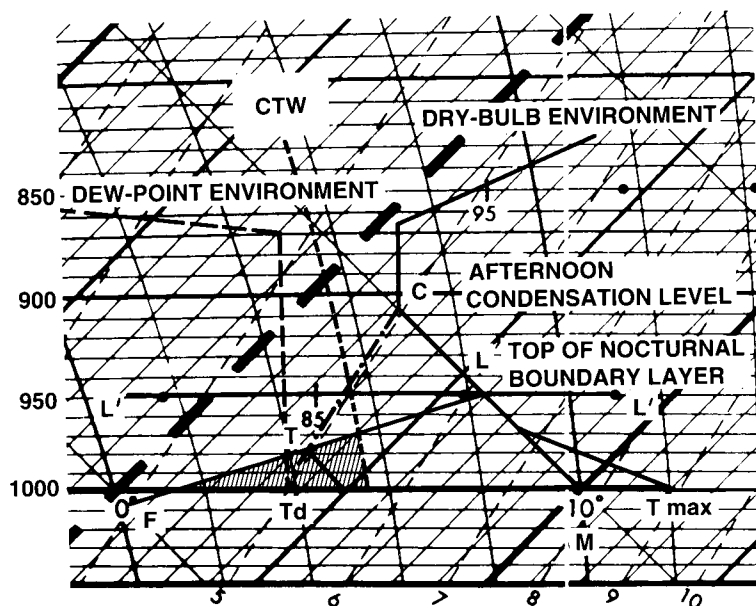 CTW
DRY-BULB ENVIRONMENT
850
DEW-POINT ENVIRONMENT
95
AFTERNOON
900
C
CONDENSATION LEVEL
L
TOP OF NOCTURNAL
BOUNDARY LAYER
950
L'
85
L'
T
1000
0°
F
Td
10°
T max
M
5
6
7
8
9
10